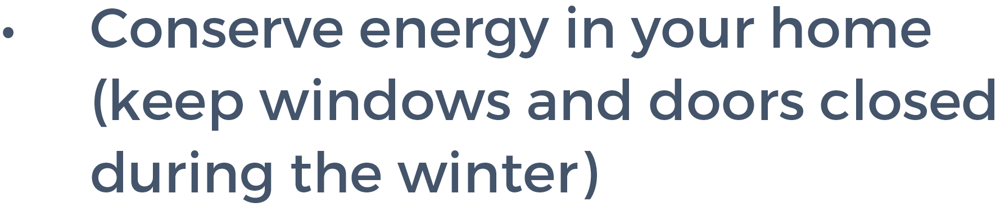 • Conserve energy in your home
(keep windows and doors closed
during the winter)